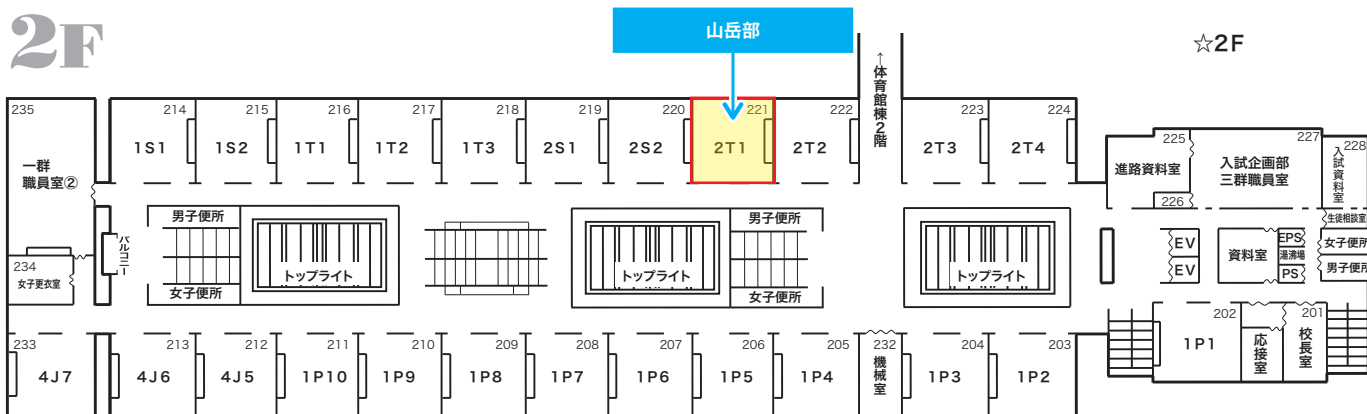 2F
山岳部
☆2F
↑体育館棟2階
235
一群
職員室②
214
1S1
215
1S2
216
1T1
217
1T2
218
1T3
219
2S1
220
2S2
221
2T1
222
2T2
223
2T3
224
2T4
225
進路資料室
226
227
入試企画部
三群職員室
228
入試資料室
生徒相談室
バルコニー
男子便所
女子便所
トップライト
トップライト
男子便所
女子便所
トップライト
EV
EV
資料室
EPS
湯沸場
PS
女子便所
男子便所
234
女子更衣室
233
4J7
213
4J6
212
4J5
211
1P10
210
1P9
209
1P8
208
1P7
207
1P6
206
1P5
205
1P4
232
機械室
204
1P3
203
1P2
202
1P1
応接室
201
校長室